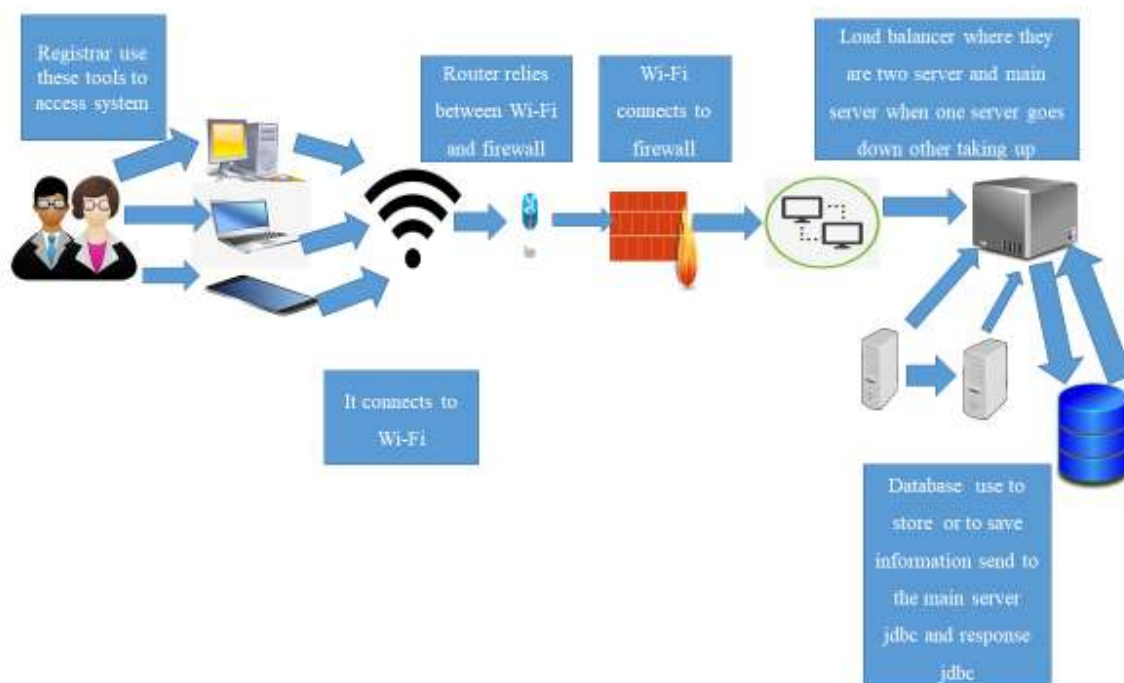 Registrar use
these tools to
access system
Router relies
between Wi-Fi
and firewall
Wi-Fi
connects to
firewall
Load balancer where they
are two server and main
server when one server goes
down other taking up
It connects to
Wi-Fi
Database use to
store or to save
information send to
the main server
jdbc and response
jdbc